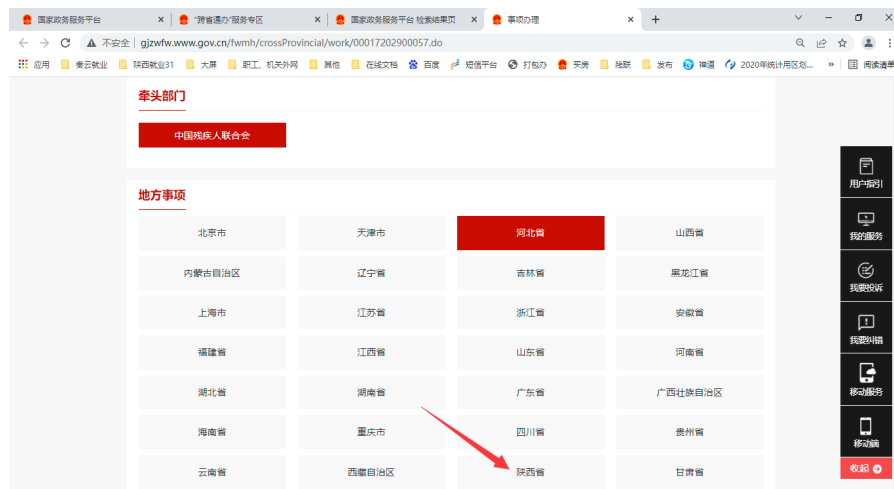 国家政务服务平台 × "跨省通办"服务专区 × 国家政务服务平台 检索结果页 × 事项办理 × +
不安全 | gjzwfw.www.gov.cn/fwmh/crossProvincial/work/00017202900057.do
应用 秦云就业 陕西就业31 大屏 职工, 机关外网 其他 在线文档 百度 短信平台 打包办 买房 残联 发布 禅道 2020年统计用区划... » 阅读清单
牵头部门
中国残疾人联合会
地方事项
北京市 天津市 河北省 山西省
内蒙古自治区 辽宁省 吉林省 黑龙江省
上海市 江苏省 浙江省 安徽省
福建省 江西省 山东省 河南省
湖北省 湖南省 广东省 广西壮族自治区
海南省 重庆市 四川省 贵州省
云南省 西藏自治区 陕西省 甘肃省
用户指引
我的服务
我要投诉
我要纠错
移动服务
移动端
收起